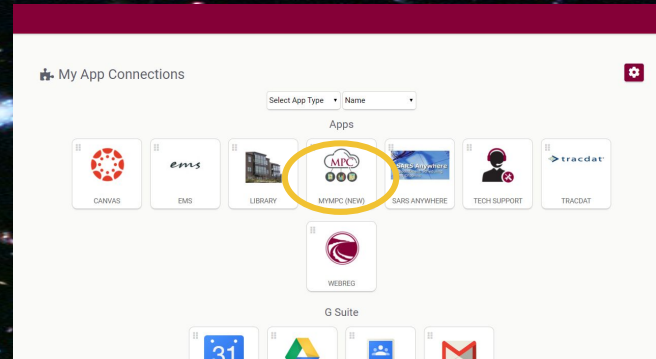 My App Connections
Select App Type Name
Apps
ems
MPC
SARS Anywhere
tracdat
CANVAS EMS LIBRARY MYMPC (NEW) SARS ANYWHERE TECH SUPPORT TRACDAT
WEBREG
G Suite
31